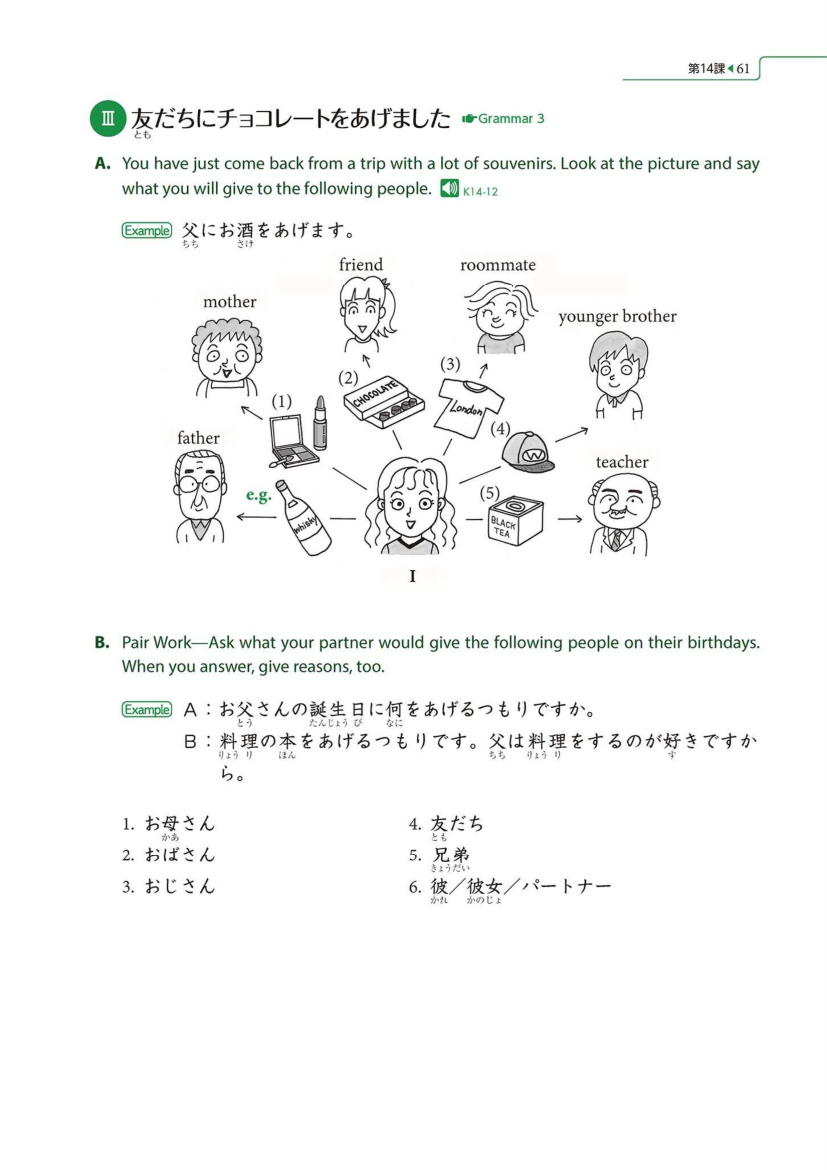 第14課◀61
Ⅲ 友だちにチョコレートをあげました ☛Grammar 3
とも
A. You have just come back from a trip with a lot of souvenirs. Look at the picture and say
what you will give to the following people. K14-12
Example 父にお酒をあげます。
ちち さけ
friend
roommate
mother
younger brother
(3)
(2)
CHOCOLATE
London
(1)
(4)
W
father
teacher
e.g.
whisky
(5)
BLACK
TEA
I
B. Pair Work—Ask what your partner would give the following people on their birthdays.
When you answer, give reasons, too.
Example A：お父さんの誕生日に何をあげるつもりですか。
とう たんじょう び なに
B：料理の本をあげるつもりです。父は料理をするのが好きですか
りょう り ほん ちち りょう り す
ら。
1. お母さん
かあ
2. おばさん
3. おじさん
4. 友だち
とも
5. 兄弟
きょうだい
6. 彼／彼女／パートナー
かれ かのじょ